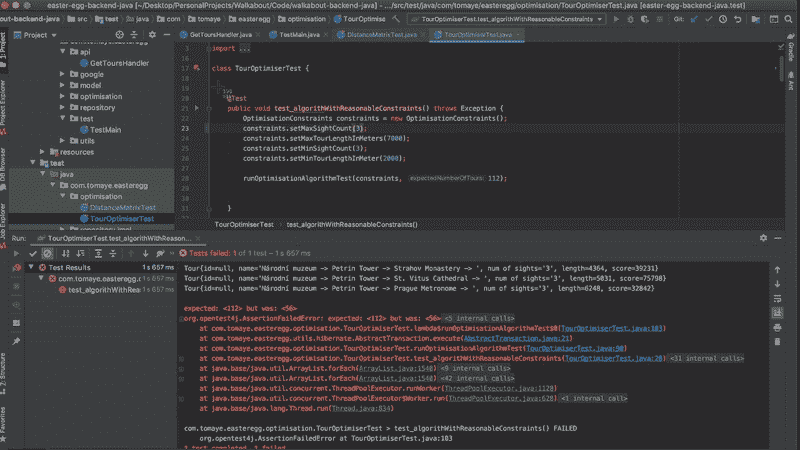 easter-egg-backend-java [~/Desktop/PersonalProjects/Walkabout/Code/walkabout-backend-java] - .../src/test/java/com/tomaye/easteregg/optimisation/TourOptimiserTest.java [easter-egg-backend-java.test]
out-backend-java
src
test
java
com
tomaye
easteregg
optimisation
TourOptimise
TourOptimiserTest.test_algorithWithReasonableConstraints
Git:
Project
GetToursHandler.java
TestMain.java
DistanceMatrixTest.java
TourOptimiserTest.java
api
GetToursHandler
google
model
optimisation
repository
test
TestMain
utils
resources
test
java
com.tomaye.easteregg
optimisation
DistanceMatrixTest
TourOptimiserTest
1: Project
Project Explorer
DB Browser
Job Explorer
Z: Structure
Favorites
Database
Ant
import ...
class TourOptimiserTest {
@Test
public void test_algorithWithReasonableConstraints() throws Exception {
OptimisationConstraints constraints = new OptimisationConstraints();
constraints.setMaxSightCount(3);
constraints.setMaxTourLengthInMeters(7000);
constraints.setMinSightCount(3);
constraints.setMinTourLengthInMeter(2000);
runOptimisationAlgorithmTest(constraints, expectedNumberOfTours: 112);
}
TourOptimiserTest > test_algorithWithReasonableConstraints()
Run: TourOptimiserTest.test_algorithWithReason...
Tests failed: 1 of 1 test – 1 s 657 ms
Test Results 1 s 657 ms
com.tomaye.easteregg.optimisation 1 s 657 ms
test_algorithWithRea 1 s 657 ms
Tour{id=null, name='Národní muzeum -> Petrin Tower -> Strahov Monastery -> ', num of sights='3', length=4364, score=39231}
Tour{id=null, name='Národní muzeum -> Petrin Tower -> St. Vitus Cathedral -> ', num of sights='3', length=5031, score=75798}
Tour{id=null, name='Národní muzeum -> Petrin Tower -> Prague Metronome -> ', num of sights='3', length=6248, score=32842}
expected: <112> but was: <56>
org.opentest4j.AssertionFailedError: expected: <112> but was: <56> <5 internal calls>
at com.tomaye.easteregg.optimisation.TourOptimiserTest.lambda$runOptimisationAlgorithmTest$0(TourOptimiserTest.java:103)
at com.tomaye.easteregg.utils.hibernate.AbstractTransaction.execute(AbstractTransaction.java:21)
at com.tomaye.easteregg.optimisation.TourOptimiserTest.runOptimisationAlgorithmTest(TourOptimiserTest.java:90)
at com.tomaye.easteregg.optimisation.TourOptimiserTest.test_algorithWithReasonableConstraints(TourOptimiserTest.java:28) <31 internal calls>
at java.base/java.util.ArrayList.forEach(ArrayList.java:1540) <9 internal calls>
at java.base/java.util.ArrayList.forEach(ArrayList.java:1540) <42 internal calls>
at java.base/java.util.concurrent.ThreadPoolExecutor.runWorker(ThreadPoolExecutor.java:1128)
at java.base/java.util.concurrent.ThreadPoolExecutor$Worker.run(ThreadPoolExecutor.java:628) <1 internal call>
at java.base/java.lang.Thread.run(Thread.java:834)
com.tomaye.easteregg.optimisation.TourOptimiserTest > test_algorithWithReasonableConstraints() FAILED
org.opentest4j.AssertionFailedError at TourOptimiserTest.java:103
1 test completed, 1 failed